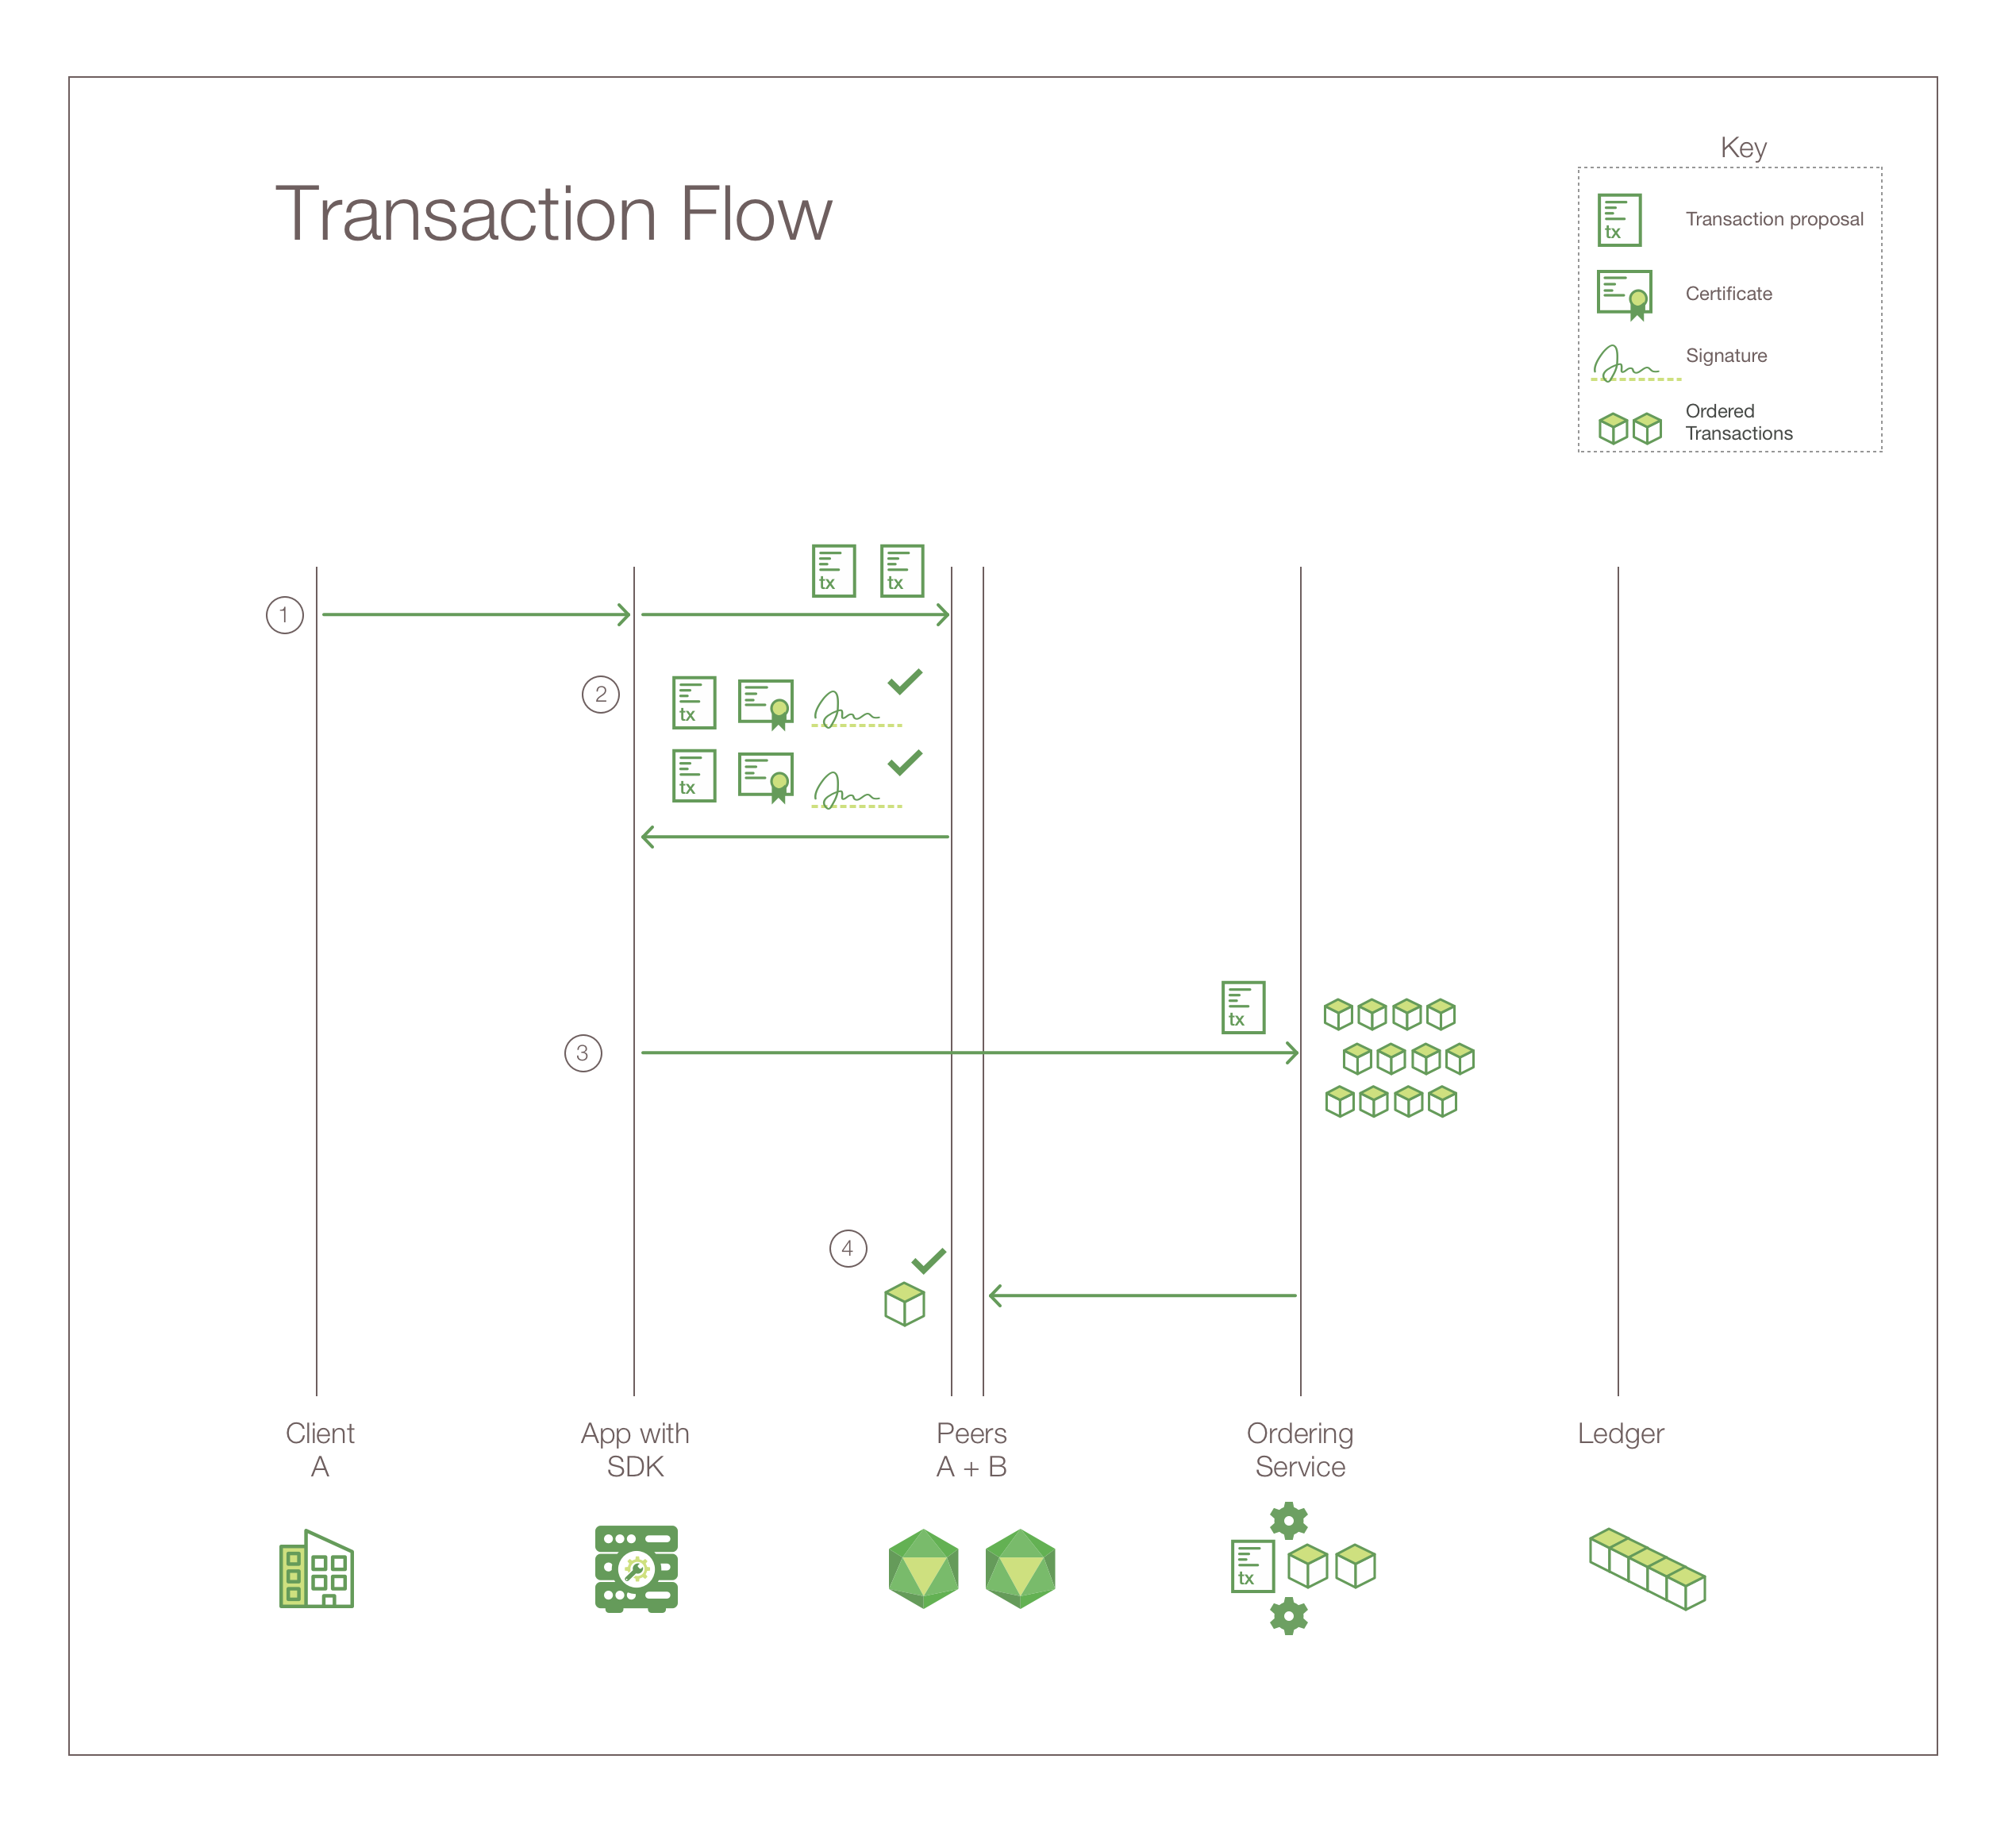 Transaction Flow
Key
tx
Transaction proposal
Certificate
Signature
Ordered
Transactions
tx
tx
1
2
tx
tx
tx
3
4
Client
A
App with
SDK
Peers
A + B
Ordering
Service
Ledger
tx